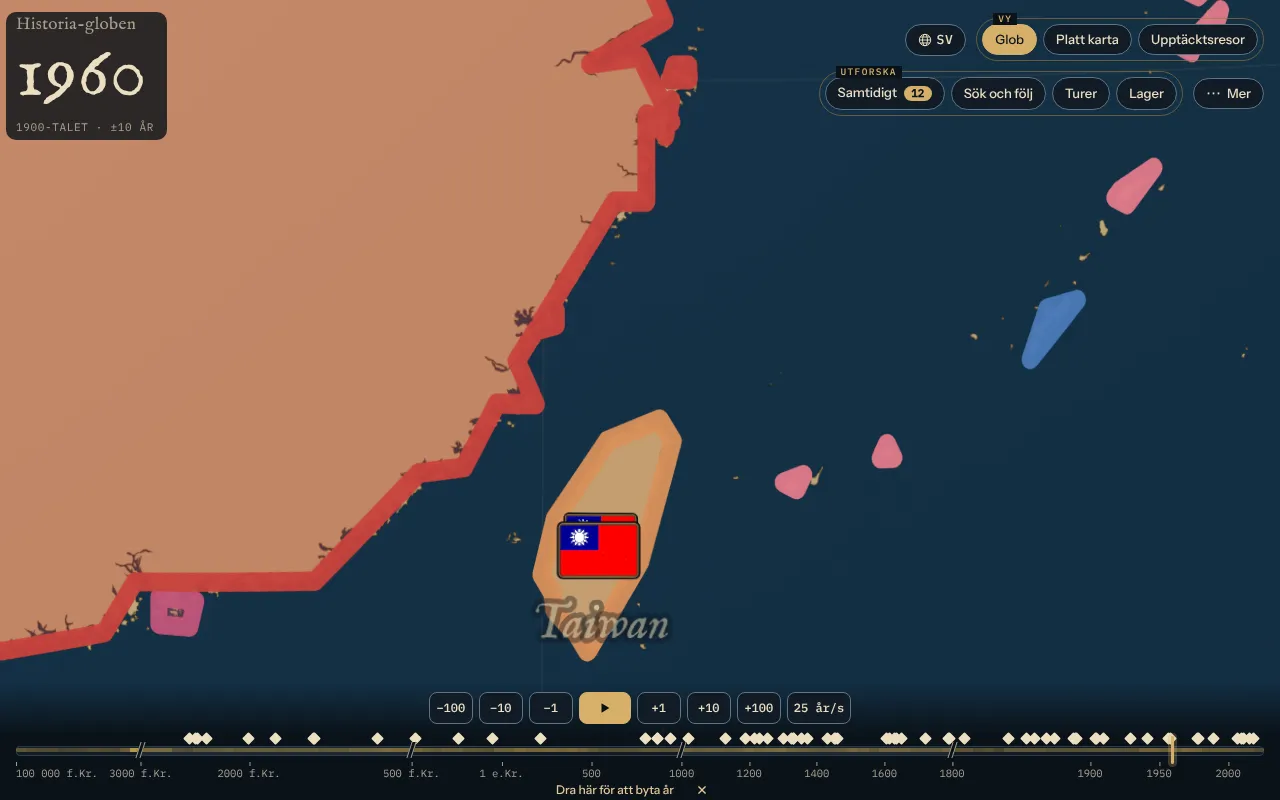 Historia-globen
1960
1900-TALET · ±10 ÅR
SV
VY
Glob
Platt karta
Upptäcktsresor
UTFORSKA
Samtidigt 12
Sök och följ
Turer
Lager
··· Mer
Taiwan
−100
−10
−1
+1
+10
+100
25 år/s
100 000 f.Kr.
3000 f.Kr.
2000 f.Kr.
500 f.Kr.
1 e.Kr.
500
1000
1200
1400
1600
1800
1900
1950
2000
Dra här för att byta år ✕